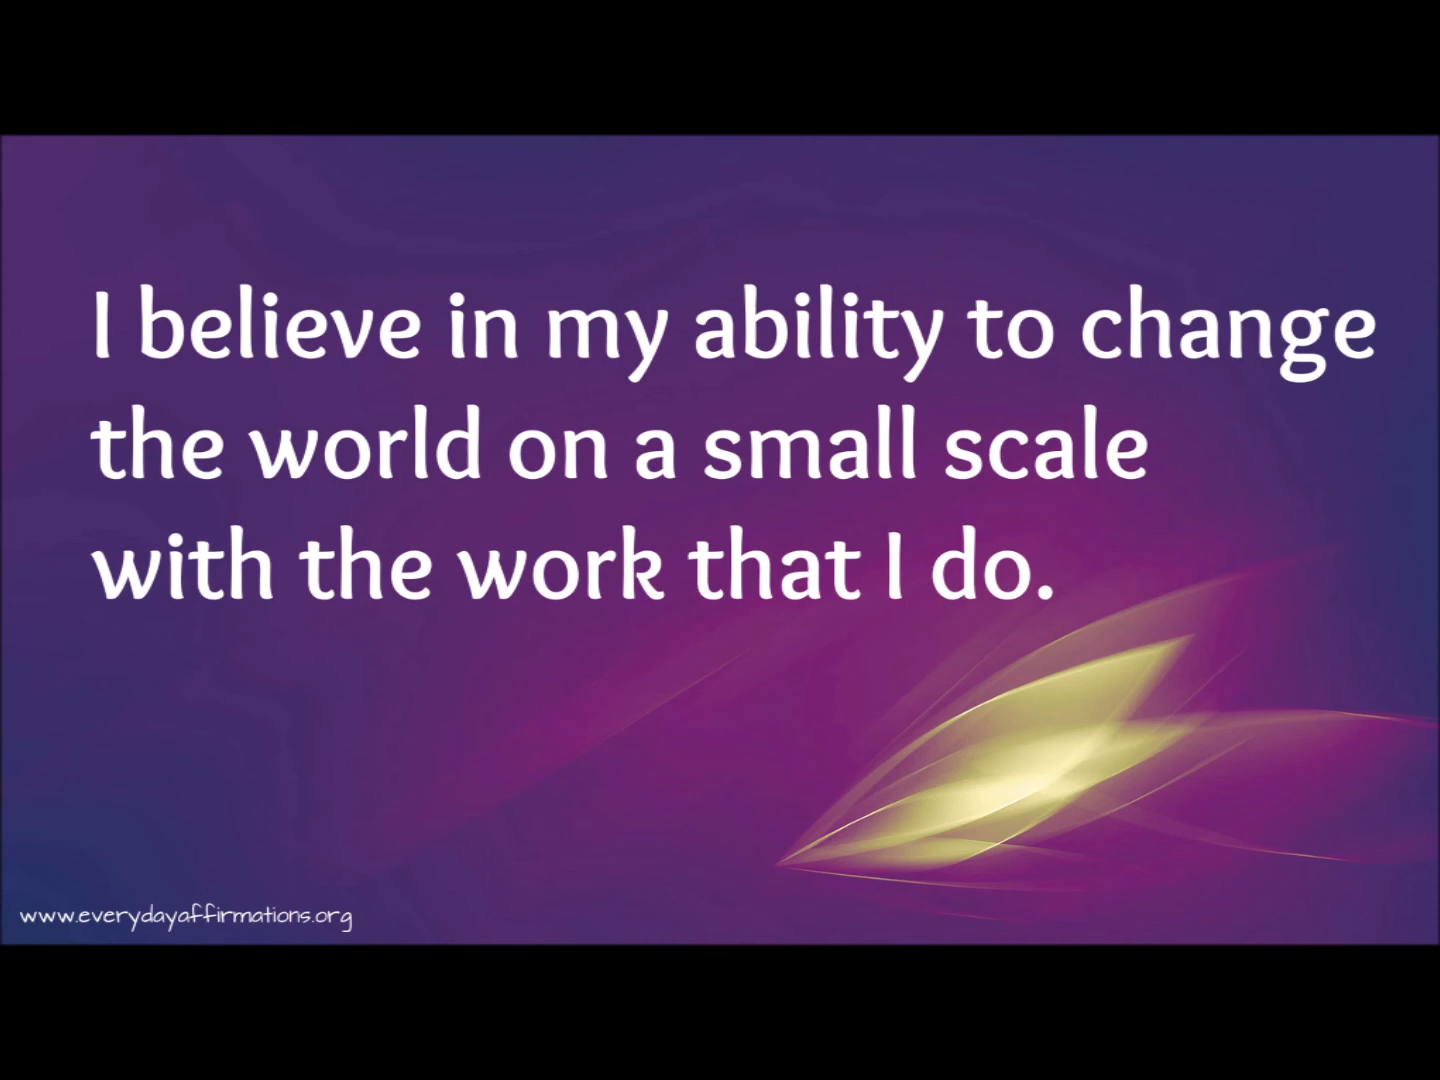 I believe in my ability to change
the world on a small scale
with the work that I do.
www.everydayaffirmations.org